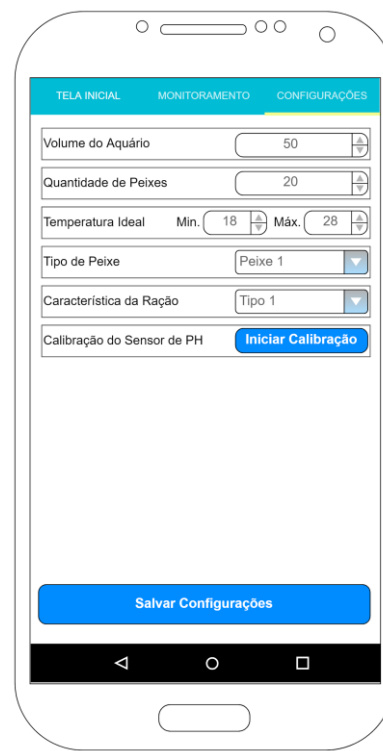 TELA INICIAL MONITORAMENTO CONFIGURAÇÕES
Volume do Aquário 50
Quantidade de Peixes 20
Temperatura Ideal Min. 18 Máx. 28
Tipo de Peixe Peixe 1
Característica da Ração Tipo 1
Calibração do Sensor de PH Iniciar Calibração
Salvar Configurações